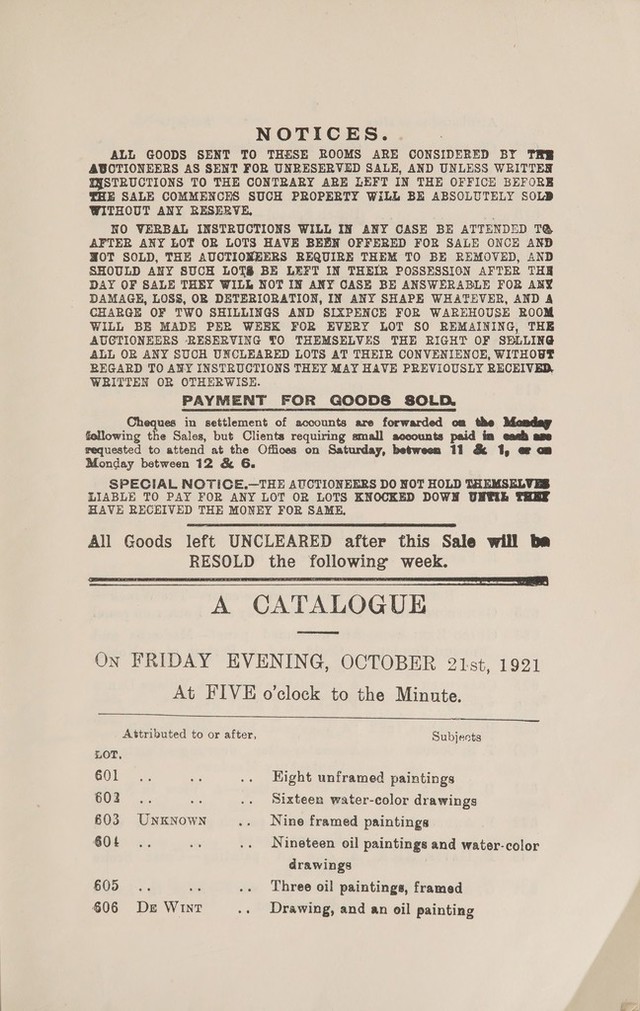 NOTICES.
ALL GOODS SENT TO THESE ROOMS ARE CONSIDERED BY THE
AUCTIONEERS AS SENT FOR UNRESERVED SALE, AND UNLESS WRITTEN
INSTRUCTIONS TO THE CONTRARY ARE LEFT IN THE OFFICE BEFORE
THE SALE COMMENCES SUCH PROPERTY WILL BE ABSOLUTELY SOLD
WITHOUT ANY RESERVE.
NO VERBAL INSTRUCTIONS WILL IN ANY CASE BE ATTENDED TO.
AFTER ANY LOT OR LOTS HAVE BEEN OFFERED FOR SALE ONCE AND
NOT SOLD, THE AUCTIONEERS REQUIRE THEM TO BE REMOVED, AND
SHOULD ANY SUCH LOTS BE LEFT IN THEIR POSSESSION AFTER THE
DAY OF SALE THEY WILL NOT IN ANY CASE BE ANSWERABLE FOR ANY
DAMAGE, LOSS, OR DETERIORATION, IN ANY SHAPE WHATEVER, AND A
CHARGE OF TWO SHILLINGS AND SIXPENCE FOR WAREHOUSE ROOM
WILL BE MADE PER WEEK FOR EVERY LOT SO REMAINING, THE
AUCTIONEERS RESERVING TO THEMSELVES THE RIGHT OF SELLING
ALL OR ANY SUCH UNCLEARED LOTS AT THEIR CONVENIENCE, WITHOUT
REGARD TO ANY INSTRUCTIONS THEY MAY HAVE PREVIOUSLY RECEIVED,
WRITTEN OR OTHERWISE.
PAYMENT FOR GOODS SOLD.
Cheques in settlement of accounts are forwarded on the Monday
following the Sales, but Clients requiring small accounts paid in cash are
requested to attend at the Offices on Saturday, between 11 & 1, or on
Monday between 12 & 6.
SPECIAL NOTICE.—THE AUCTIONEERS DO NOT HOLD THEMSELVES
LIABLE TO PAY FOR ANY LOT OR LOTS KNOCKED DOWN UNTIL THEY
HAVE RECEIVED THE MONEY FOR SAME.
All Goods left UNCLEARED after this Sale will be
RESOLD the following week.
A CATALOGUE
ON FRIDAY EVENING, OCTOBER 21st, 1921
At FIVE o'clock to the Minute.
Attributed to or after. Subjects
LOT.
601 .. .. .. Eight unframed paintings
602 .. .. .. Sixteen water-color drawings
603 UNKNOWN .. Nine framed paintings
604 .. .. .. Nineteen oil paintings and water-color
drawings
605 .. .. .. Three oil paintings, framed
606 DE WINT .. Drawing, and an oil painting